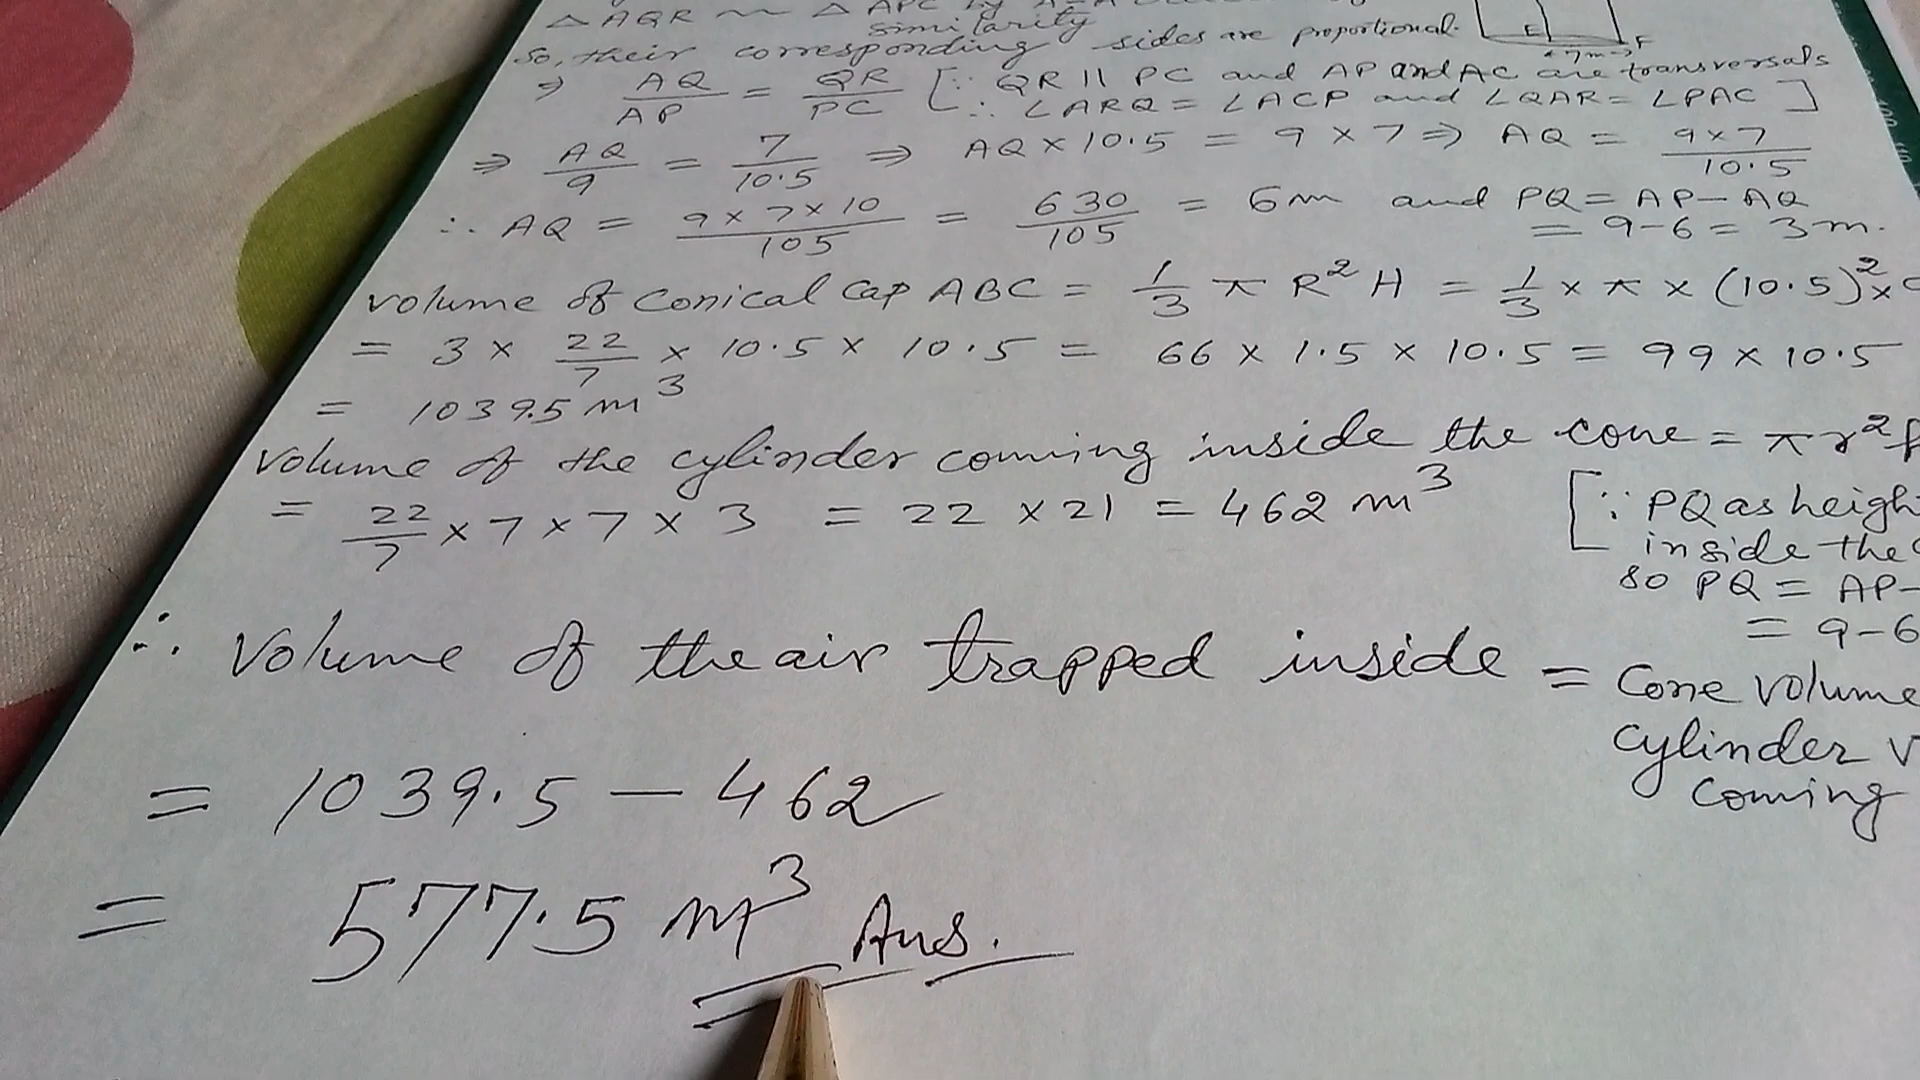 △ AQR ~ △ APC by
similarity
So, their corresponding sides are proportional.
E F
7m
⇒ AQ/AP = QR/PC [∵ QR || PC and AP and AC are transversals
∴ ∠ARQ = ∠ACP and ∠QAR = ∠PAC ]
⇒ AQ/9 = 7/10.5 ⇒ AQ × 10.5 = 9 × 7 ⇒ AQ = 9×7/10.5
∴ AQ = 9×7×10/105 = 630/105 = 6m and PQ = AP – AQ
= 9–6 = 3m.
Volume of Conical Cap ABC = 1/3 π R² H = 1/3 × π × (10.5)² ×
= 3 × 22/7 × 10.5 × 10.5 = 66 × 1.5 × 10.5 = 99 × 10.5
= 1039.5 m³
Volume of the cylinder coming inside the cone = πr²
= 22/7 × 7 × 7 × 3 = 22 × 21 = 462 m³
[∵ PQ as heigh
inside the
so PQ = AP–
= 9–6
∴ Volume of the air trapped inside = Cone volume
Cylinder v
Coming
= 1039.5 – 462
= 577.5 m³ Ans.